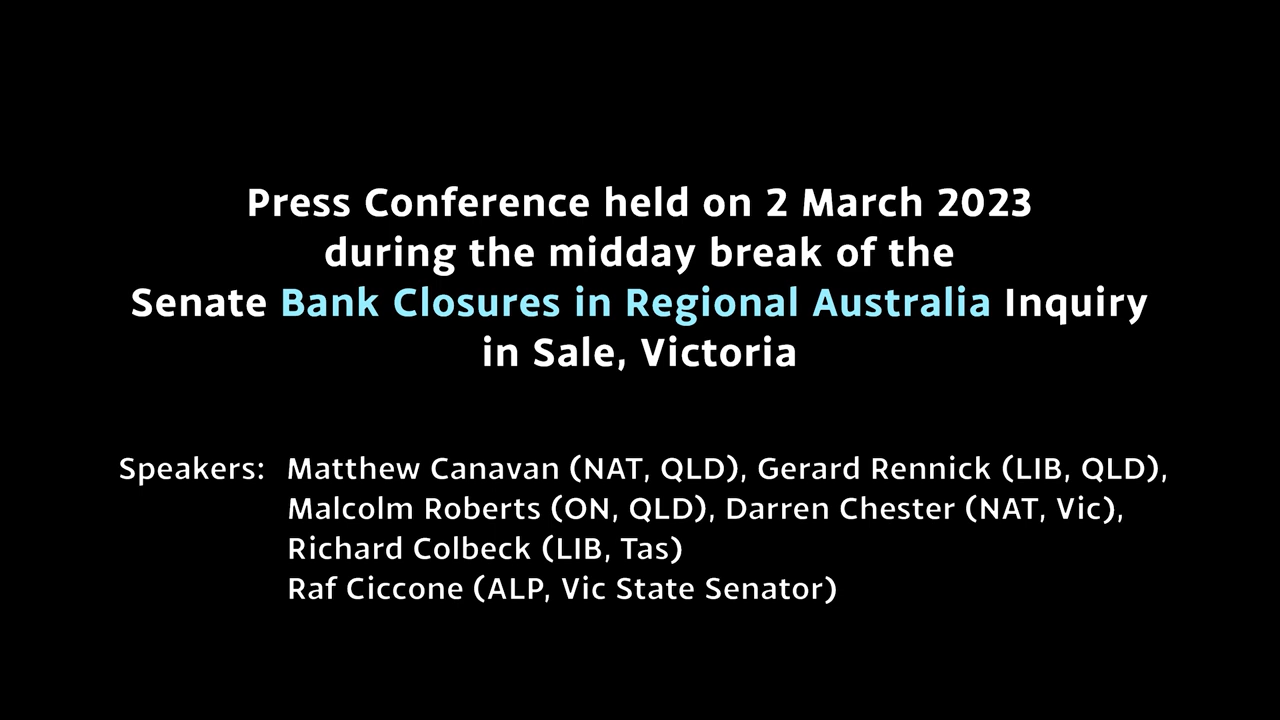 Press Conference held on 2 March 2023
during the midday break of the
Senate Bank Closures in Regional Australia Inquiry
in Sale, Victoria
Speakers: Matthew Canavan (NAT, QLD), Gerard Rennick (LIB, QLD),
Malcolm Roberts (ON, QLD), Darren Chester (NAT, Vic),
Richard Colbeck (LIB, Tas)
Raf Ciccone (ALP, Vic State Senator)